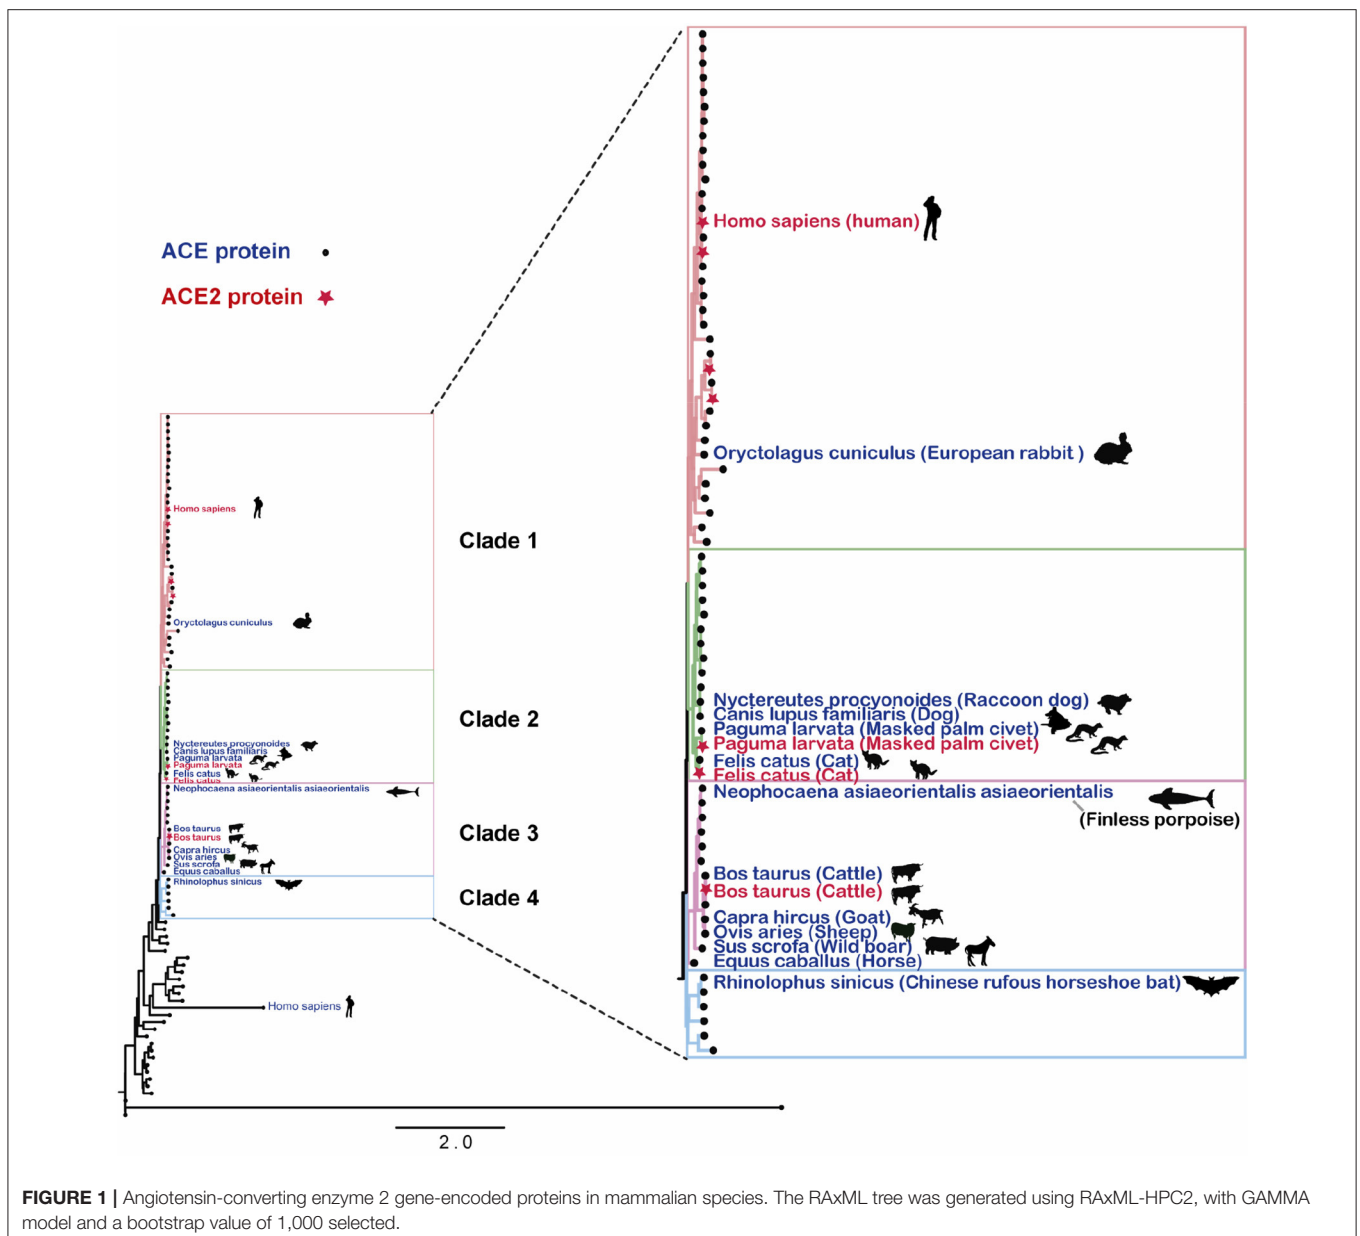 ACE protein
ACE2 protein
Homo sapiens
Oryctolagus cuniculus
Nyctereutes procyonoides
Canis lupus familiaris
Paguma larvata
Paguma larvata
Felis catus
Felis catus
Neophocaena asiaeorientalis asiaeorientalis
Bos taurus
Bos taurus
Capra hircus
Ovis aries
Sus scrofa
Equus caballus
Rhinolophus sinicus
Homo sapiens
Clade 1
Clade 2
Clade 3
Clade 4
Homo sapiens (human)
Oryctolagus cuniculus (European rabbit )
Nyctereutes procyonoides (Raccoon dog)
Canis lupus familiaris (Dog)
Paguma larvata (Masked palm civet)
Paguma larvata (Masked palm civet)
Felis catus (Cat)
Felis catus (Cat)
Neophocaena asiaeorientalis asiaeorientalis
(Finless porpoise)
Bos taurus (Cattle)
Bos taurus (Cattle)
Capra hircus (Goat)
Ovis aries (Sheep)
Sus scrofa (Wild boar)
Equus caballus (Horse)
Rhinolophus sinicus (Chinese rufous horseshoe bat)
2.0
FIGURE 1 | Angiotensin-converting enzyme 2 gene-encoded proteins in mammalian species. The RAxML tree was generated using RAxML-HPC2, with GAMMA
model and a bootstrap value of 1,000 selected.